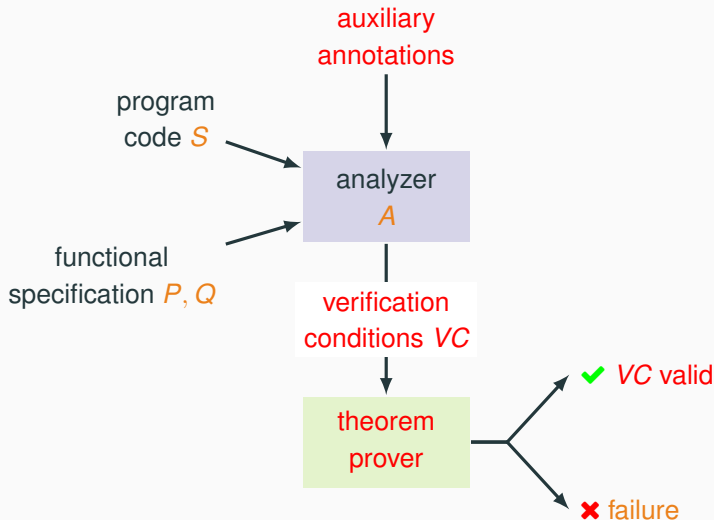 auxiliary
annotations
program
code S
analyzer
A
functional
specification P, Q
verification
conditions VC
theorem
prover
✔ VC valid
✖ failure